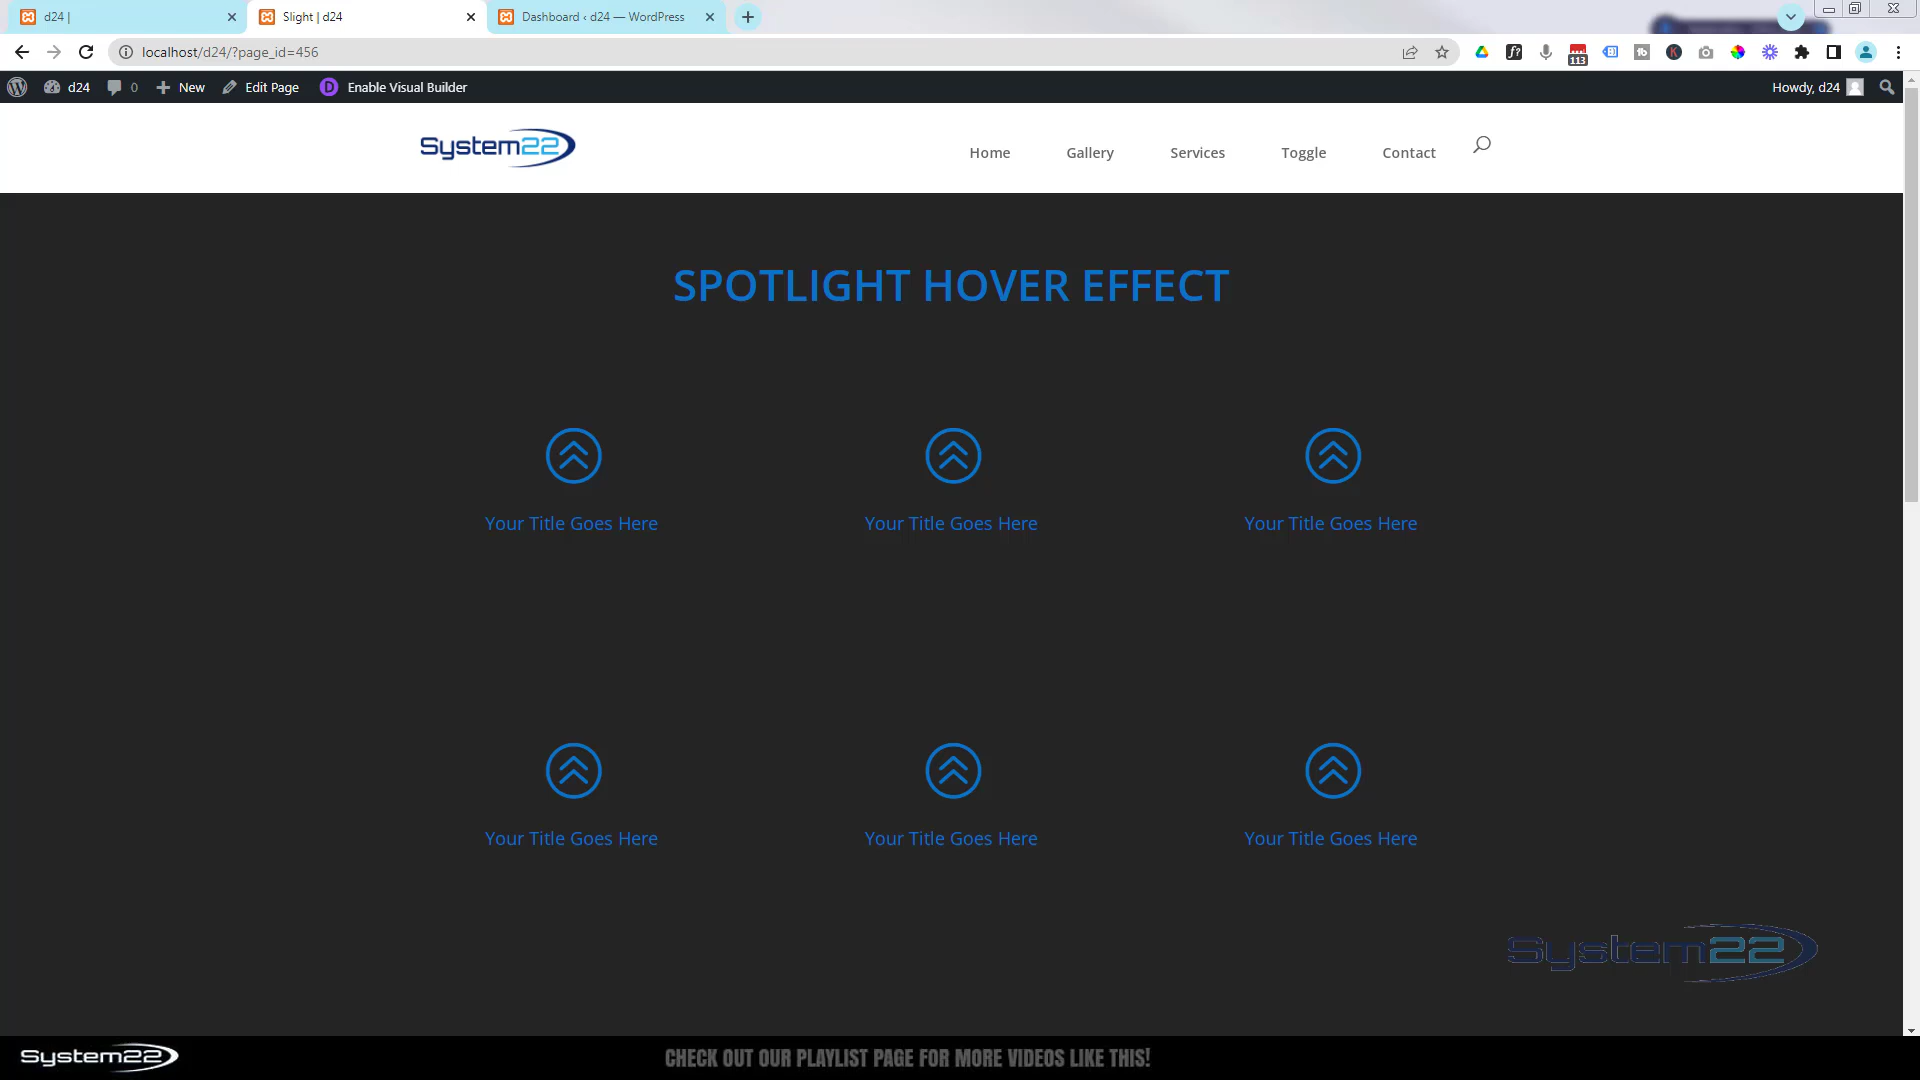 d24 |
Slight | d24
Dashboard ‹ d24 — WordPress
localhost/d24/?page_id=456
113
d24
0
New
Edit Page
D
Enable Visual Builder
Howdy, d24
System22
Home
Gallery
Services
Toggle
Contact
SPOTLIGHT HOVER EFFECT
Your Title Goes Here
Your Title Goes Here
Your Title Goes Here
Your Title Goes Here
Your Title Goes Here
Your Title Goes Here
System22
System22
CHECK OUT OUR PLAYLIST PAGE FOR MORE VIDEOS LIKE THIS!